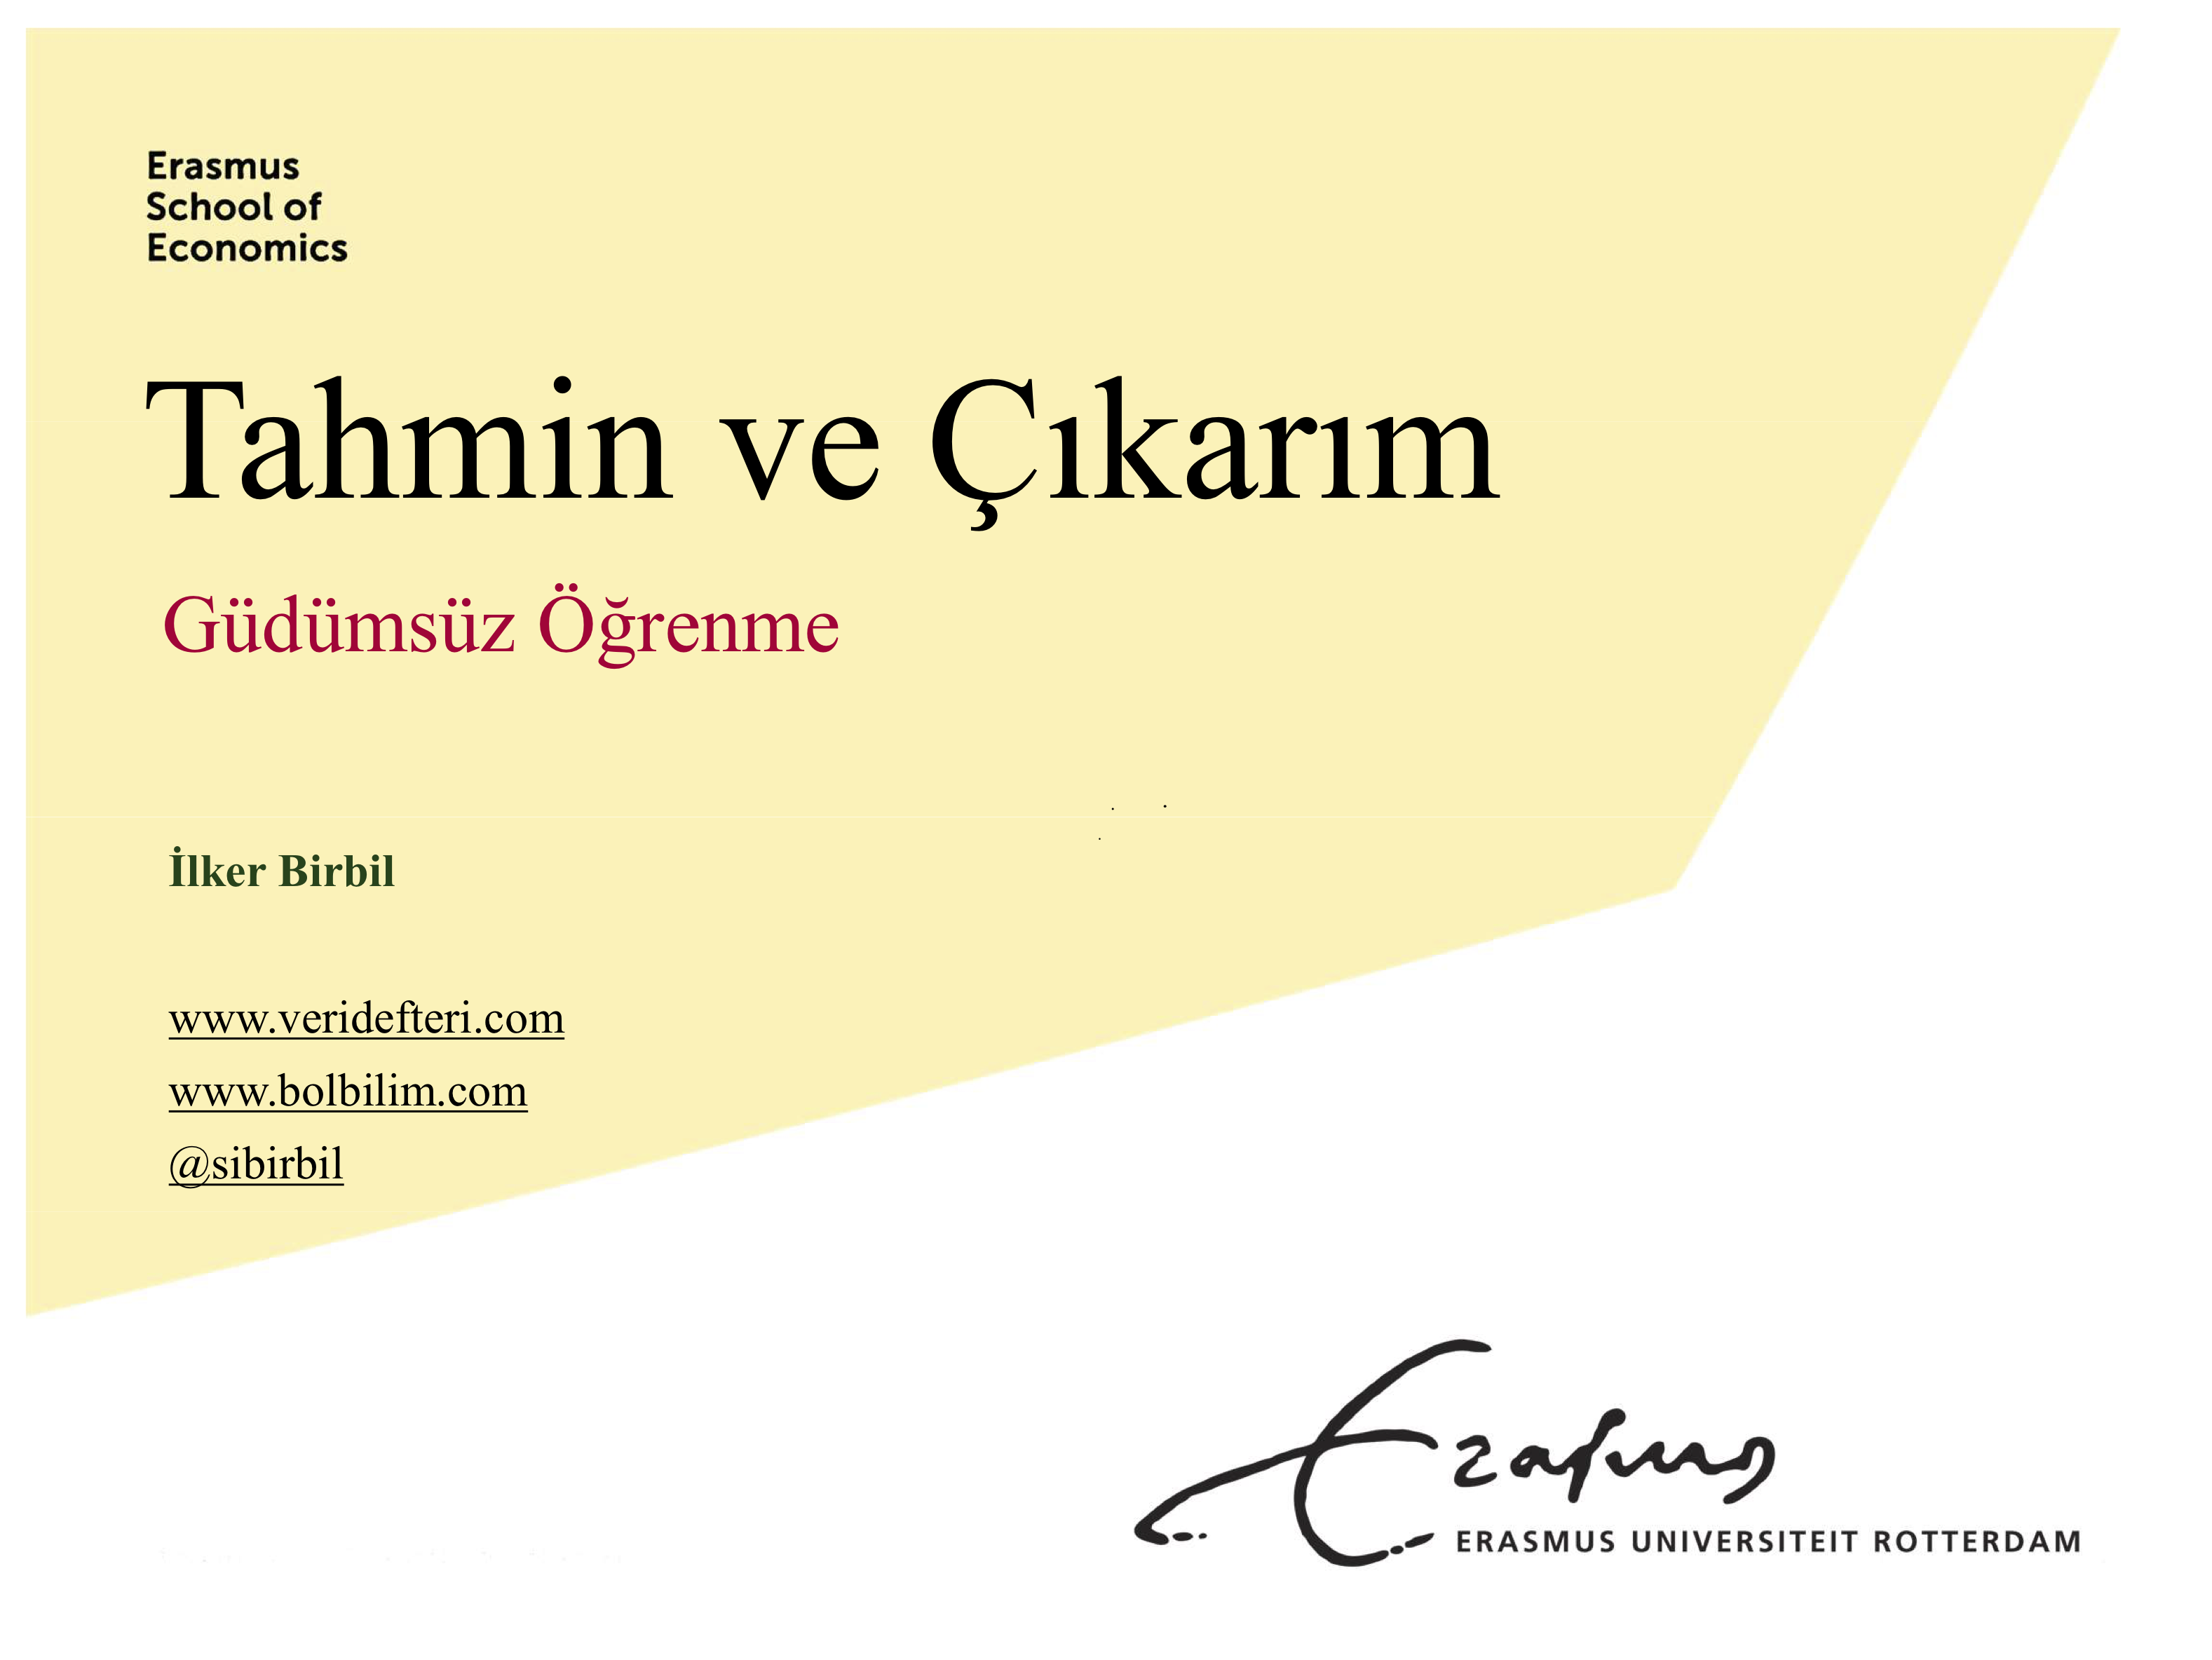 Erasmus
School of
Economics
Tahmin ve Çıkarım
Güdümsüz Öğrenme
İlker Birbil
www.veridefteri.com
www.bolbilim.com
@sibirbil
Erasmus
ERASMUS UNIVERSITEIT ROTTERDAM